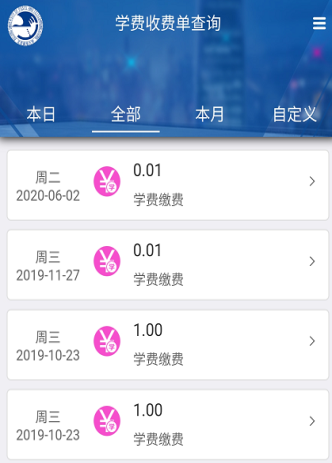 学费收费单查询
本日 全部 本月 自定义
周二
2020-06-02
0.01
学费缴费
周三
2019-11-27
0.01
学费缴费
周三
2019-10-23
1.00
学费缴费
周三
2019-10-23
1.00
学费缴费